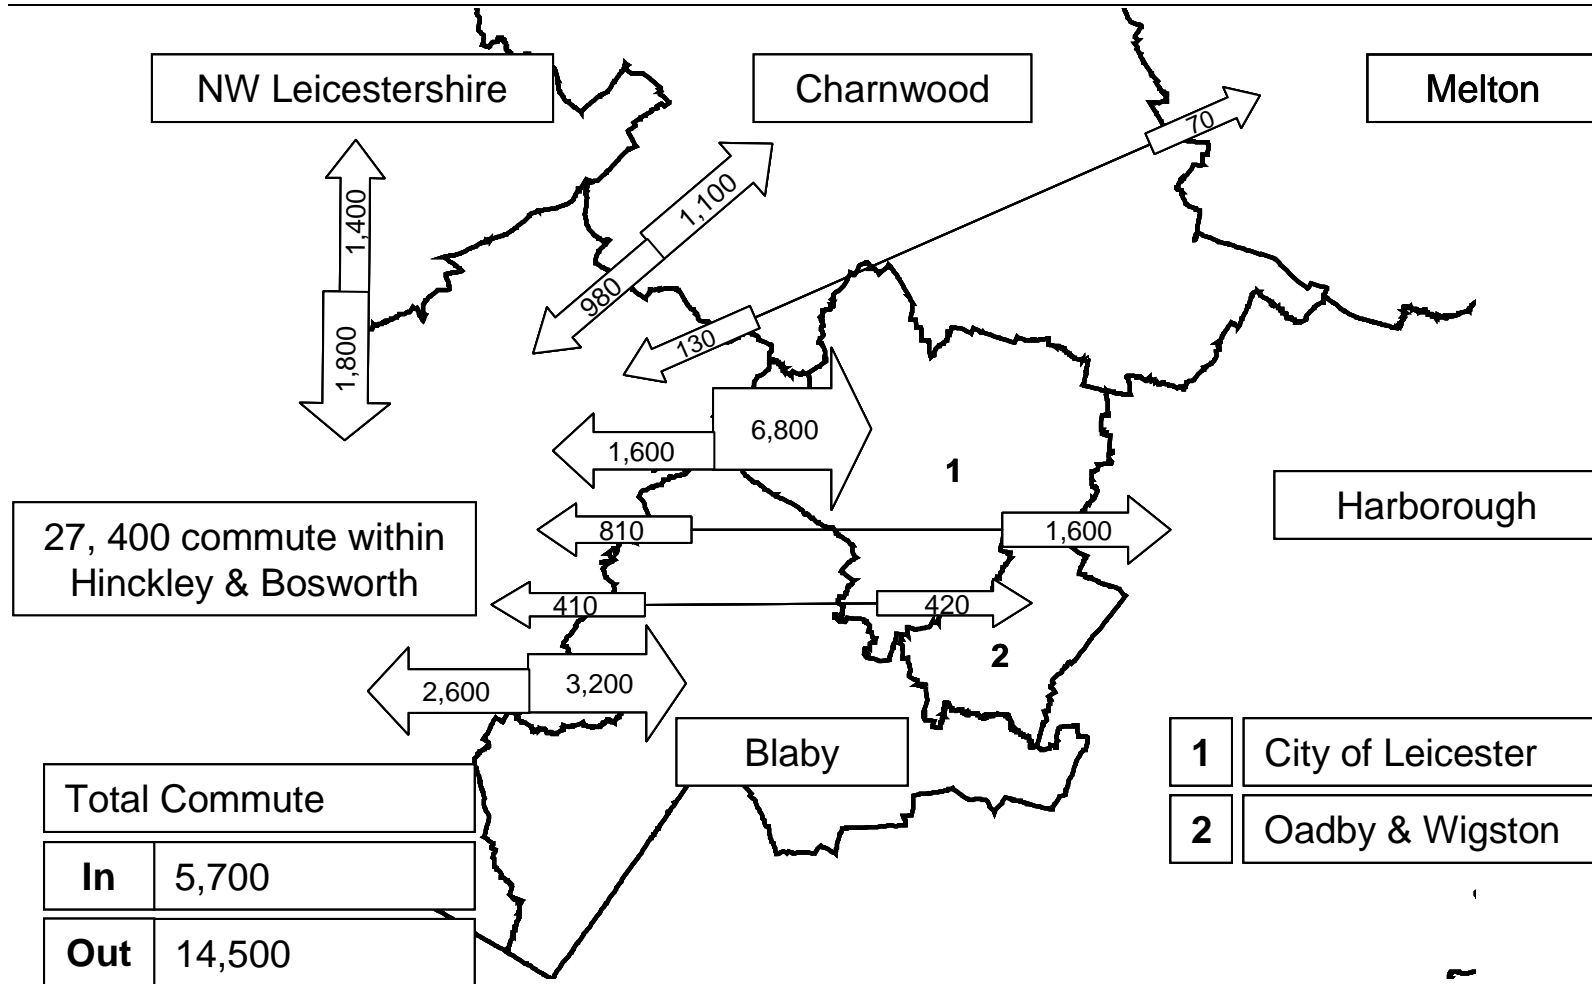 NW Leicestershire
Charnwood
Melton
70
1,400
1,100
980
1,800
130
6,800
1,600
1
27, 400 commute within
Hinckley & Bosworth
810
1,600
Harborough
410
420
2
2,600
3,200
Blaby
1 City of Leicester
2 Oadby & Wigston
Total Commute
In 5,700
Out 14,500